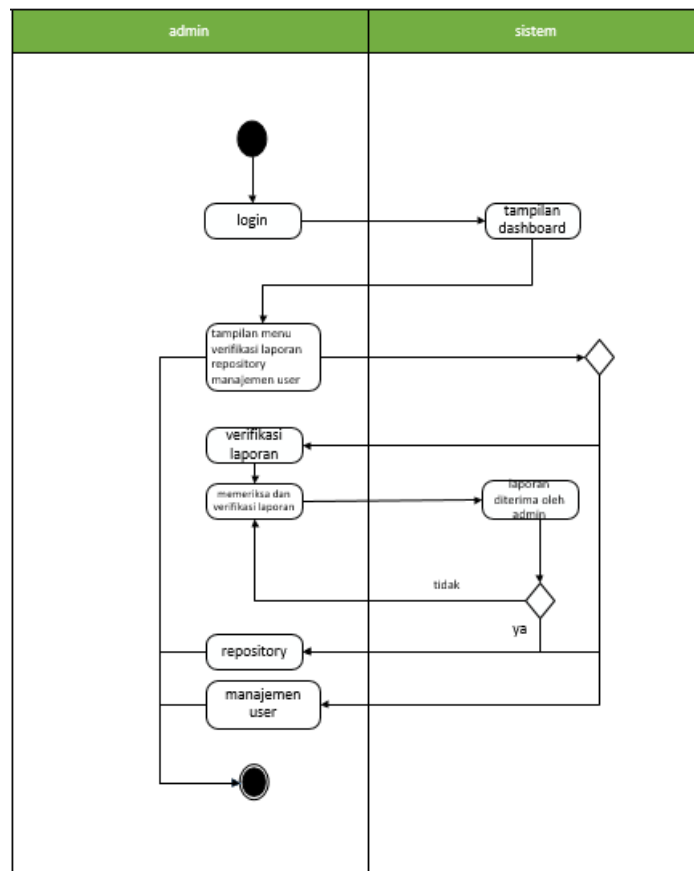 admin
sistem
login
tampilan
dashboard
tampilan menu
verifikasi laporan
repository
manajemen user
verifikasi
laporan
memeriksa dan
verifikasi laporan
laporan
diterima oleh
admin
tidak
ya
repository
manajemen
user